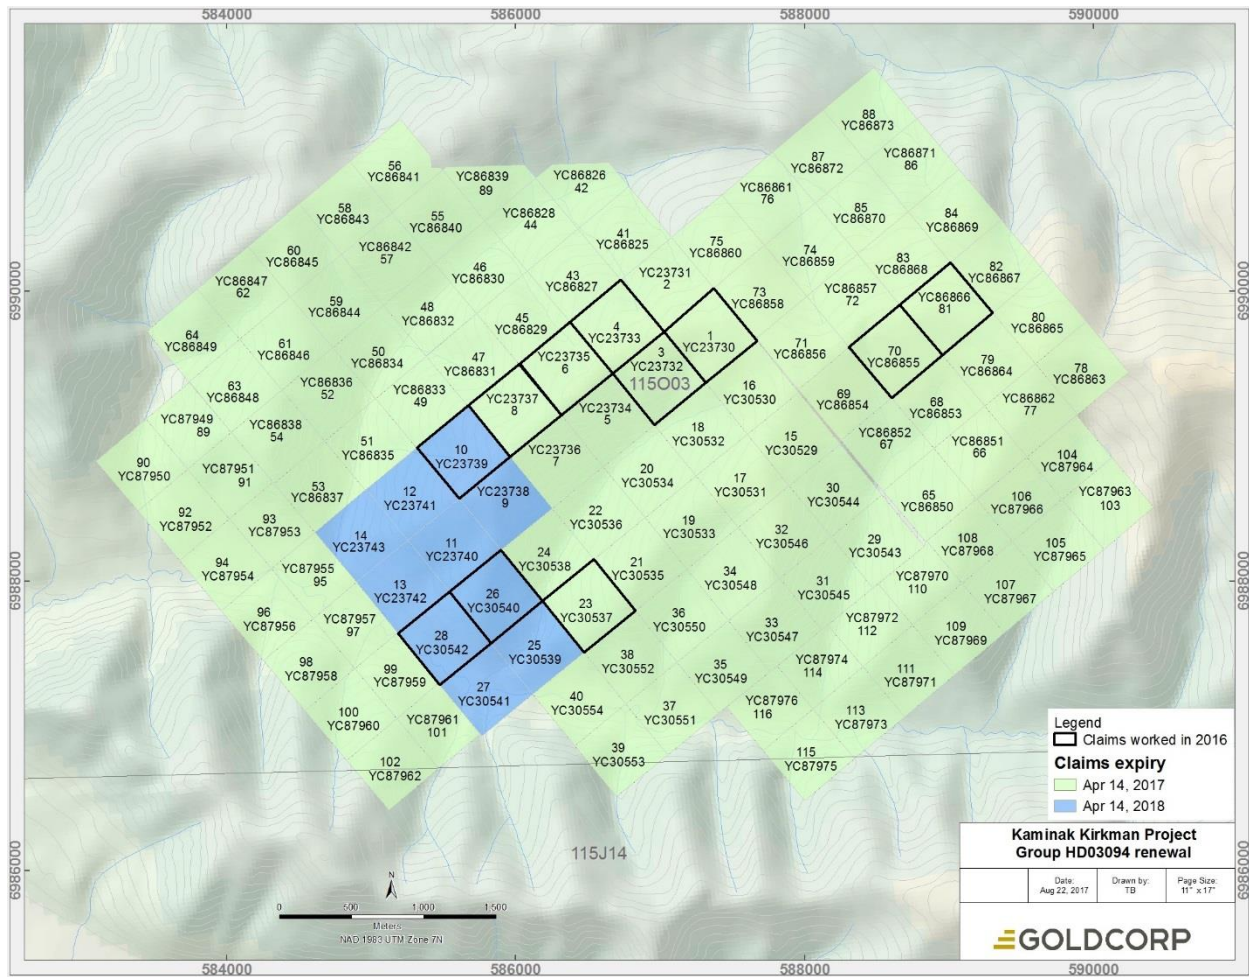 584000
586000
588000
590000
88
YC86873
87
YC86872
YC86871
86
56
YC86841
YC86839
89
YC86826
42
YC86861
76
58
YC86843
55
YC86840
YC86828
44
85
YC86870
84
YC86869
60
YC86845
YC86842
57
41
YC86825
75
YC86860
74
YC86859
83
YC86868
82
YC86867
YC86847
62
46
YC86830
43
YC86827
YC23731
2
73
YC86858
YC86857
72
YC86866
81
6990000
6990000
59
YC86844
48
YC86832
45
YC86829
4
YC23733
1
YC23730
80
YC86865
64
YC86849
61
YC86846
50
YC86834
47
YC86831
YC23735
6
3
YC23732
115O03
71
YC86856
70
YC86855
79
YC86864
78
YC86863
63
YC86848
YC86836
52
YC86833
49
YC23737
8
YC23734
5
16
YC30530
69
YC86854
68
YC86853
YC86862
77
YC87949
89
YC86838
54
51
YC86835
10
YC23739
YC23736
7
18
YC30532
15
YC30529
YC86852
67
YC86851
66
90
YC87950
YC87951
91
53
YC86837
12
YC23741
YC23738
9
20
YC30534
17
YC30531
30
YC30544
65
YC86850
104
YC87964
YC87963
103
92
YC87952
93
YC87953
14
YC23743
11
YC23740
22
YC30536
19
YC30533
32
YC30546
29
YC30543
106
YC87966
108
YC87968
105
YC87965
94
YC87954
YC87955
95
13
YC23742
24
YC30538
21
YC30535
34
YC30548
31
YC30545
YC87970
110
107
YC87967
6988000
6988000
96
YC87956
YC87957
97
28
YC30542
26
YC30540
23
YC30537
36
YC30550
33
YC30547
YC87972
112
109
YC87969
98
YC87958
99
YC87959
25
YC30539
38
YC30552
35
YC30549
YC87974
114
111
YC87971
100
YC87960
YC87961
101
27
YC30541
40
YC30554
37
YC30551
YC87976
116
113
YC87973
102
YC87962
39
YC30553
115
YC87975
115J14
6986000
6986000
Legend
Claims worked in 2016
Claims expiry
Apr 14, 2017
Apr 14, 2018
Kaminak Kirkman Project
Group HD03094 renewal
Date:
Aug 22, 2017
Drawn by:
TB
Page Size:
11" x 17"
GOLDCORP
N
0 500 1 000 1 500
Meters
NAD 1983 UTM Zone 7N
584000
586000
588000
590000